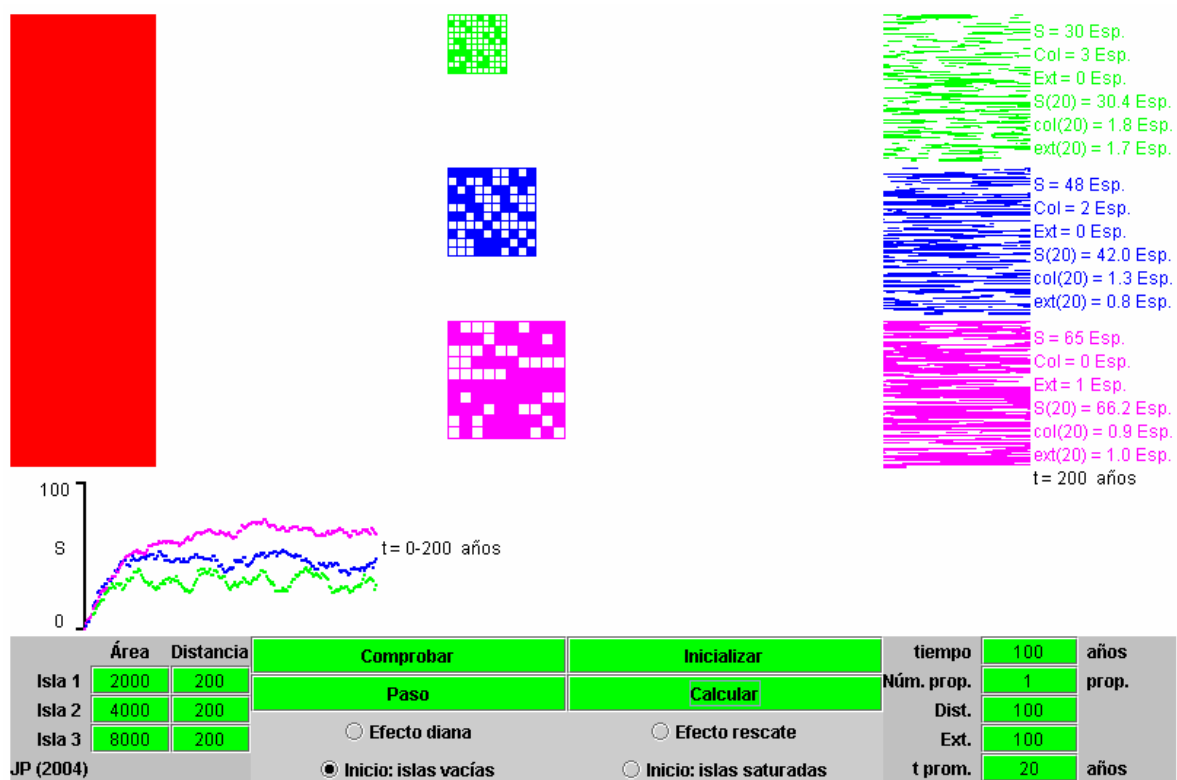 S = 30 Esp.
Col = 3 Esp.
Ext = 0 Esp.
S(20) = 30.4 Esp.
col(20) = 1.8 Esp.
ext(20) = 1.7 Esp.
S = 48 Esp.
Col = 2 Esp.
Ext = 0 Esp.
S(20) = 42.0 Esp.
col(20) = 1.3 Esp.
ext(20) = 0.8 Esp.
S = 65 Esp.
Col = 0 Esp.
Ext = 1 Esp.
S(20) = 66.2 Esp.
col(20) = 0.9 Esp.
ext(20) = 1.0 Esp.
t = 200 años
100
S
t = 0-200 años
0
Área Distancia Comprobar Inicializar tiempo 100 años
Isla 1 2000 200 Paso Calcular Núm. prop. 1 prop.
Isla 2 4000 200 Efecto diana Efecto rescate Dist. 100
Isla 3 8000 200 Ext. 100
JP (2004) Inicio: islas vacías Inicio: islas saturadas t prom. 20 años